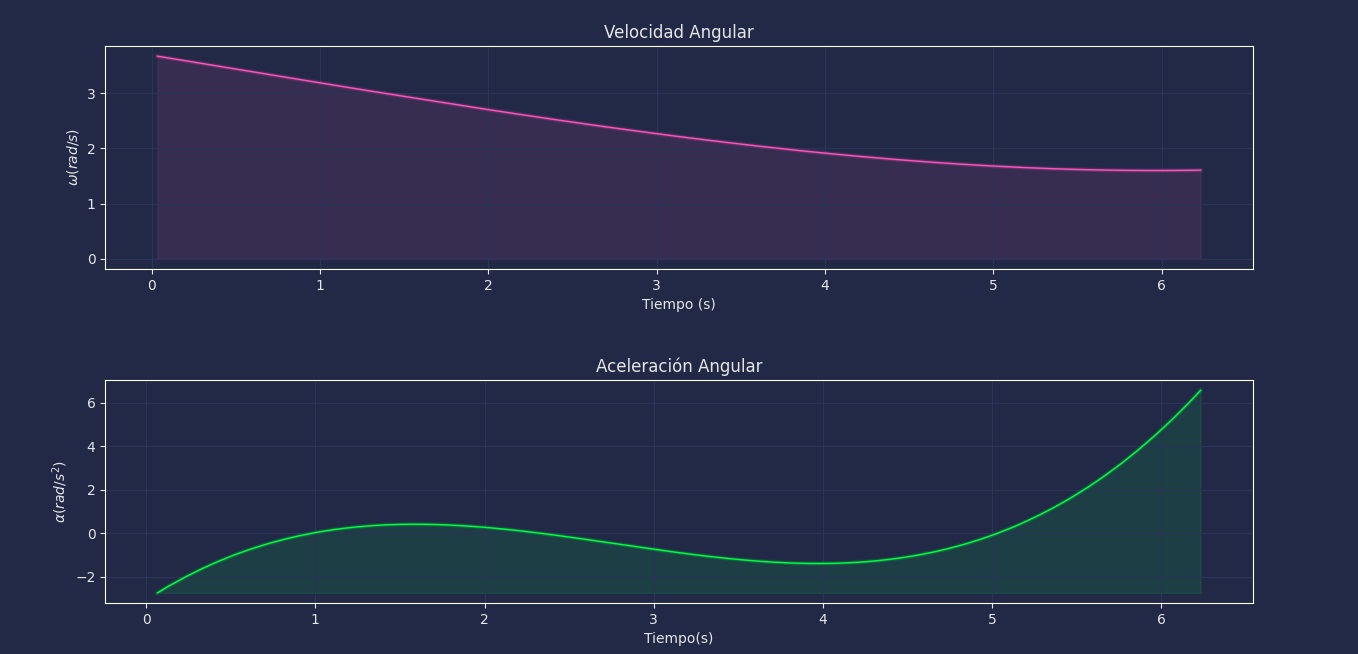 Velocidad Angular
ω(rad/s)
3
2
1
0
0 1 2 3 4 5 6
Tiempo (s)
Aceleración Angular
α(rad/s²)
6
4
2
0
−2
0 1 2 3 4 5 6
Tiempo(s)